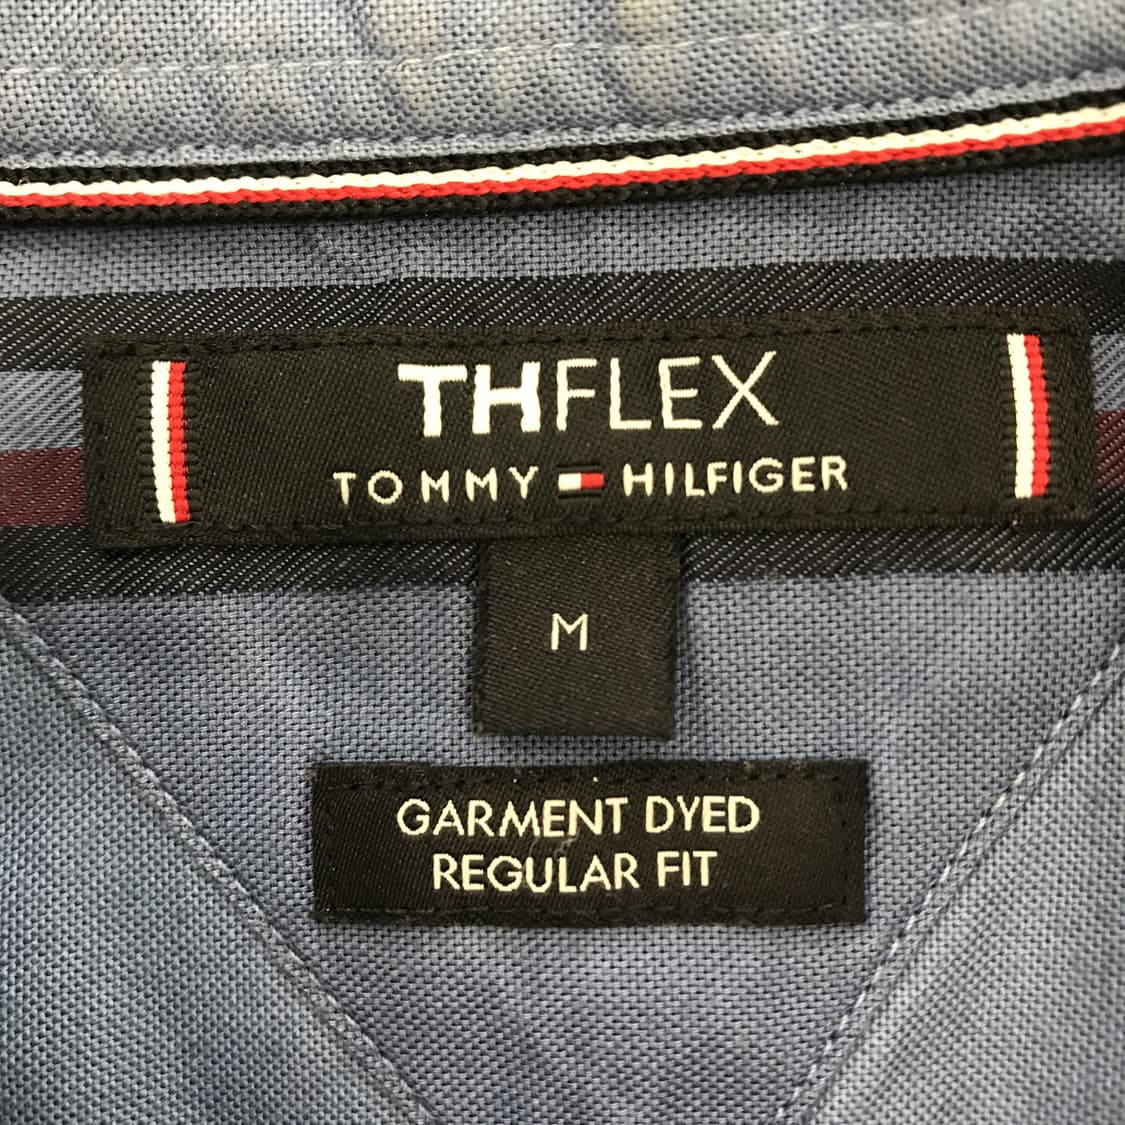 THFLEX
TOMMY HILFIGER
M
GARMENT DYED
REGULAR FIT